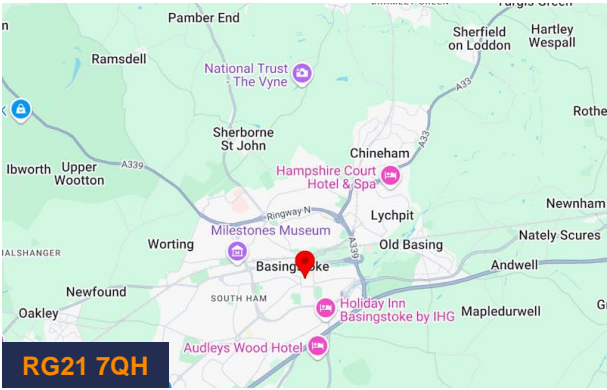 Pamber End
Sherfield
on Loddon
Hartley
Wespall
Ramsdell
National Trust
- The Vyne
A33
Rothe
Sherborne
St John
A33
Chineham
Ibworth
Upper
Wootton
A339
Hampshire Court
Hotel & Spa
Newnham
Ringway N
Lychpit
Milestones Museum
A339
Nately Scures
Worting
Old Basing
Basingstoke
Andwell
Newfound
SOUTH HAM
Oakley
Holiday Inn
Basingstoke by IHG
Mapledurwell
Audleys Wood Hotel
RG21 7QH